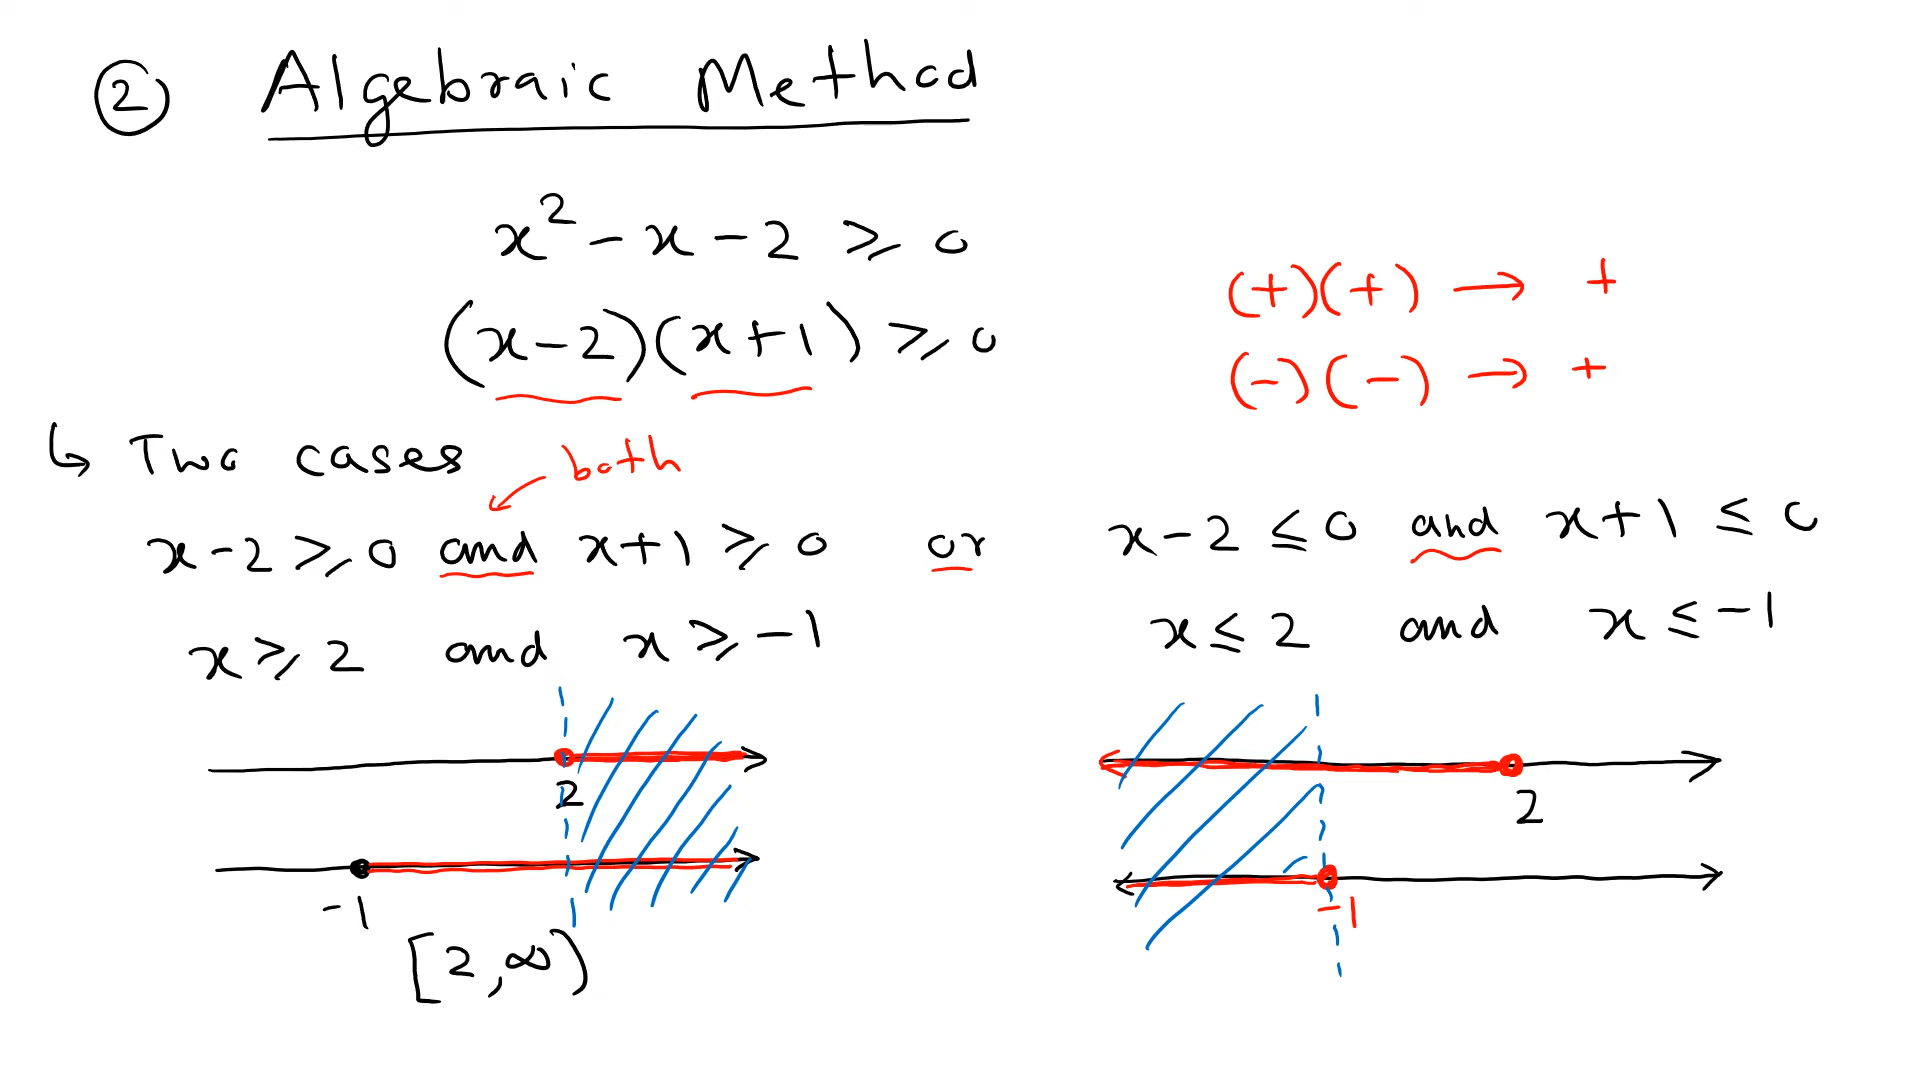 ② Algebraic Method
x² - x - 2 ⩾ 0
(x-2)(x+1) ⩾ 0
(+)(+) → +
(-)(-) → +
↳ Two cases
both
x-2 ⩾ 0 and x+1 ⩾ 0 or x-2 ≤ 0 and x+1 ≤ 0
x ⩾ 2 and x ⩾ -1
x ≤ 2 and x ≤ -1
2
-1
[2, ∞)
2
-1